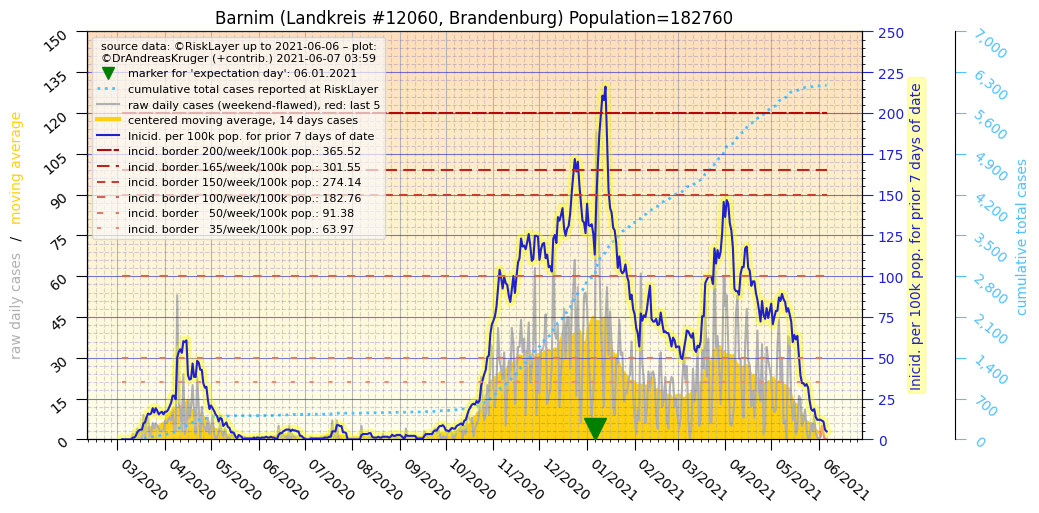 Barnim (Landkreis #12060, Brandenburg) Population=182760
source data: ©RiskLayer up to 2021-06-06 – plot:
©DrAndreasKruger (+contrib.) 2021-06-07 03:59
marker for 'expectation day': 06.01.2021
cumulative total cases reported at RiskLayer
raw daily cases (weekend-flawed), red: last 5
centered moving average, 14 days cases
Inicid. per 100k pop. for prior 7 days of date
incid. border 200/week/100k pop.: 365.52
incid. border 165/week/100k pop.: 301.55
incid. border 150/week/100k pop.: 274.14
incid. border 100/week/100k pop.: 182.76
incid. border   50/week/100k pop.: 91.38
incid. border   35/week/100k pop.: 63.97
raw daily cases / moving average
150
135
120
105
90
75
60
45
30
15
0
03/2020
04/2020
05/2020
06/2020
07/2020
08/2020
09/2020
10/2020
11/2020
12/2020
01/2021
02/2021
03/2021
04/2021
05/2021
06/2021
250
225
200
175
150
125
100
75
50
25
0
Inicid. per 100k pop. for prior 7 days of date
7,000
6,300
5,600
4,900
4,200
3,500
2,800
2,100
1,400
700
0
cumulative total cases